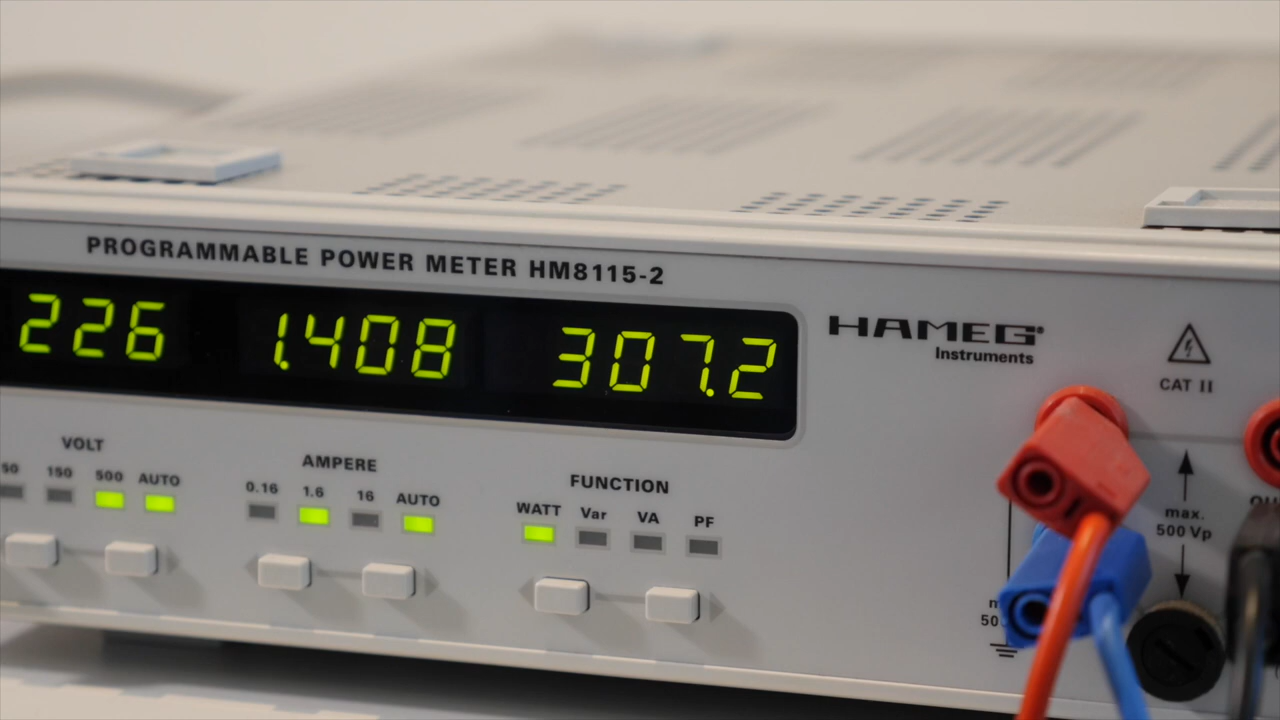 PROGRAMMABLE POWER METER HM8115-2
226 1.408 307.2
HAMEG®
Instruments
CAT II
VOLT
50 150 500 AUTO
AMPERE
0.16 1.6 16 AUTO
FUNCTION
WATT Var VA PF
max.
500 Vp